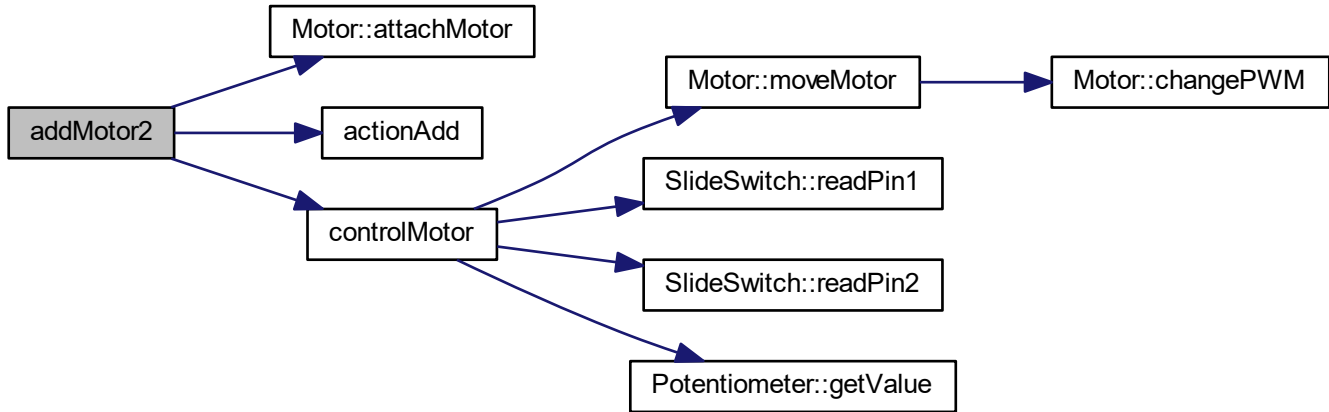 Motor::attachMotor
Motor::moveMotor
Motor::changePWM
addMotor2
actionAdd
SlideSwitch::readPin1
controlMotor
SlideSwitch::readPin2
Potentiometer::getValue